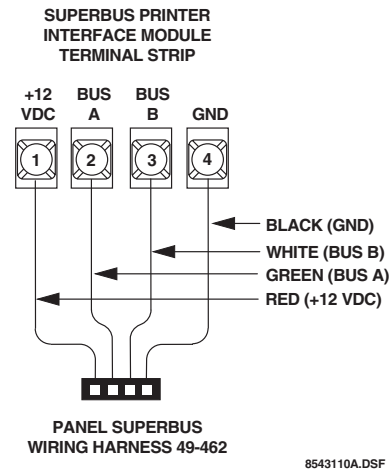 SUPERBUS PRINTER
INTERFACE MODULE
TERMINAL STRIP
+12 VDC
BUS A
BUS B
GND
1
2
3
4
BLACK (GND)
WHITE (BUS B)
GREEN (BUS A)
RED (+12 VDC)
PANEL SUPERBUS
WIRING HARNESS 49-462
8543110A.DSF